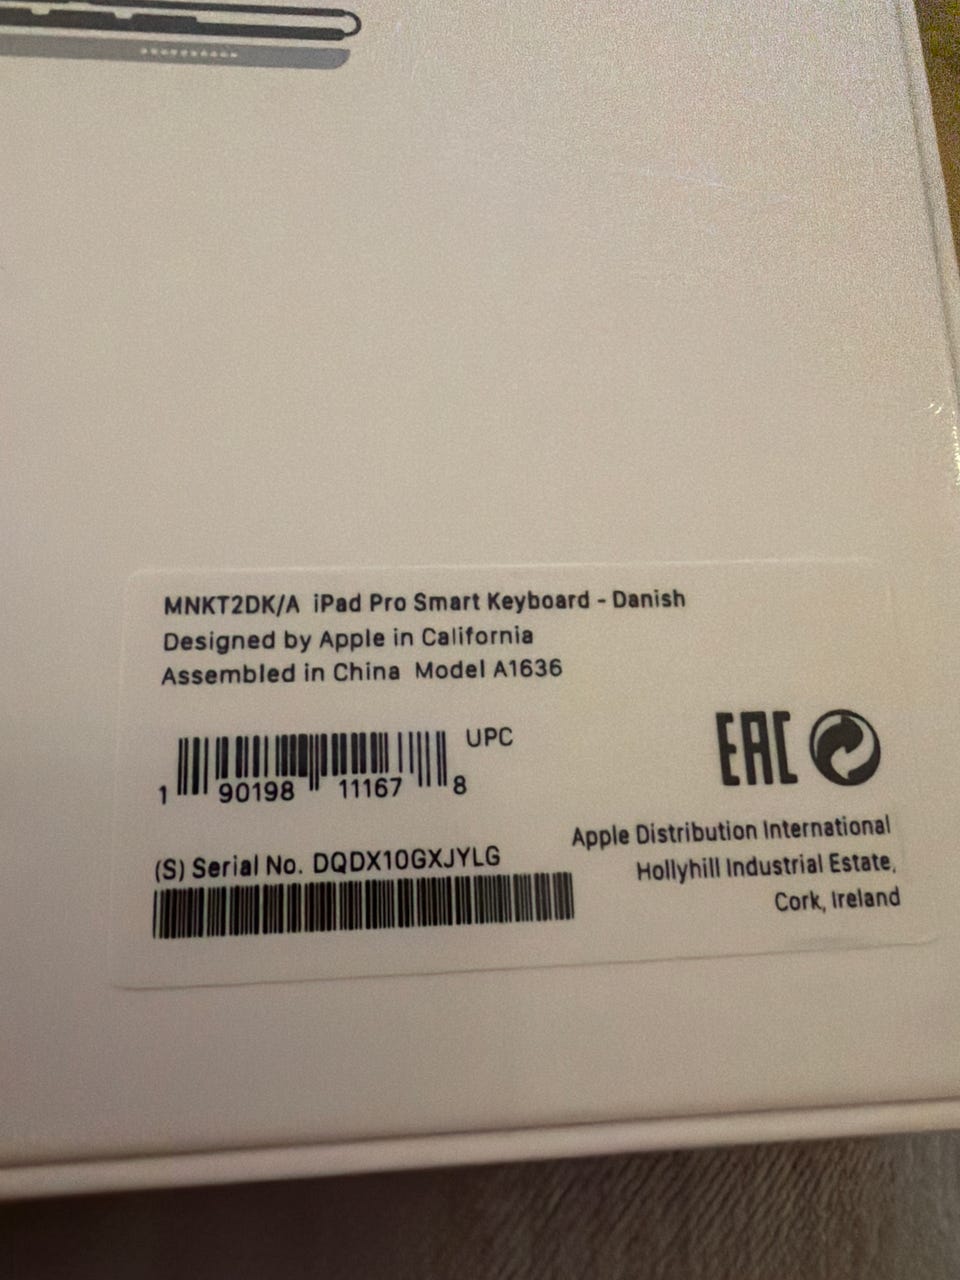 MNKT2DK/A iPad Pro Smart Keyboard - Danish
Designed by Apple in California
Assembled in China Model A1636
UPC
1 90198 11167 8
EAC
(S) Serial No. DQDX10GXJYLG
Apple Distribution International
Hollyhill Industrial Estate,
Cork, Ireland